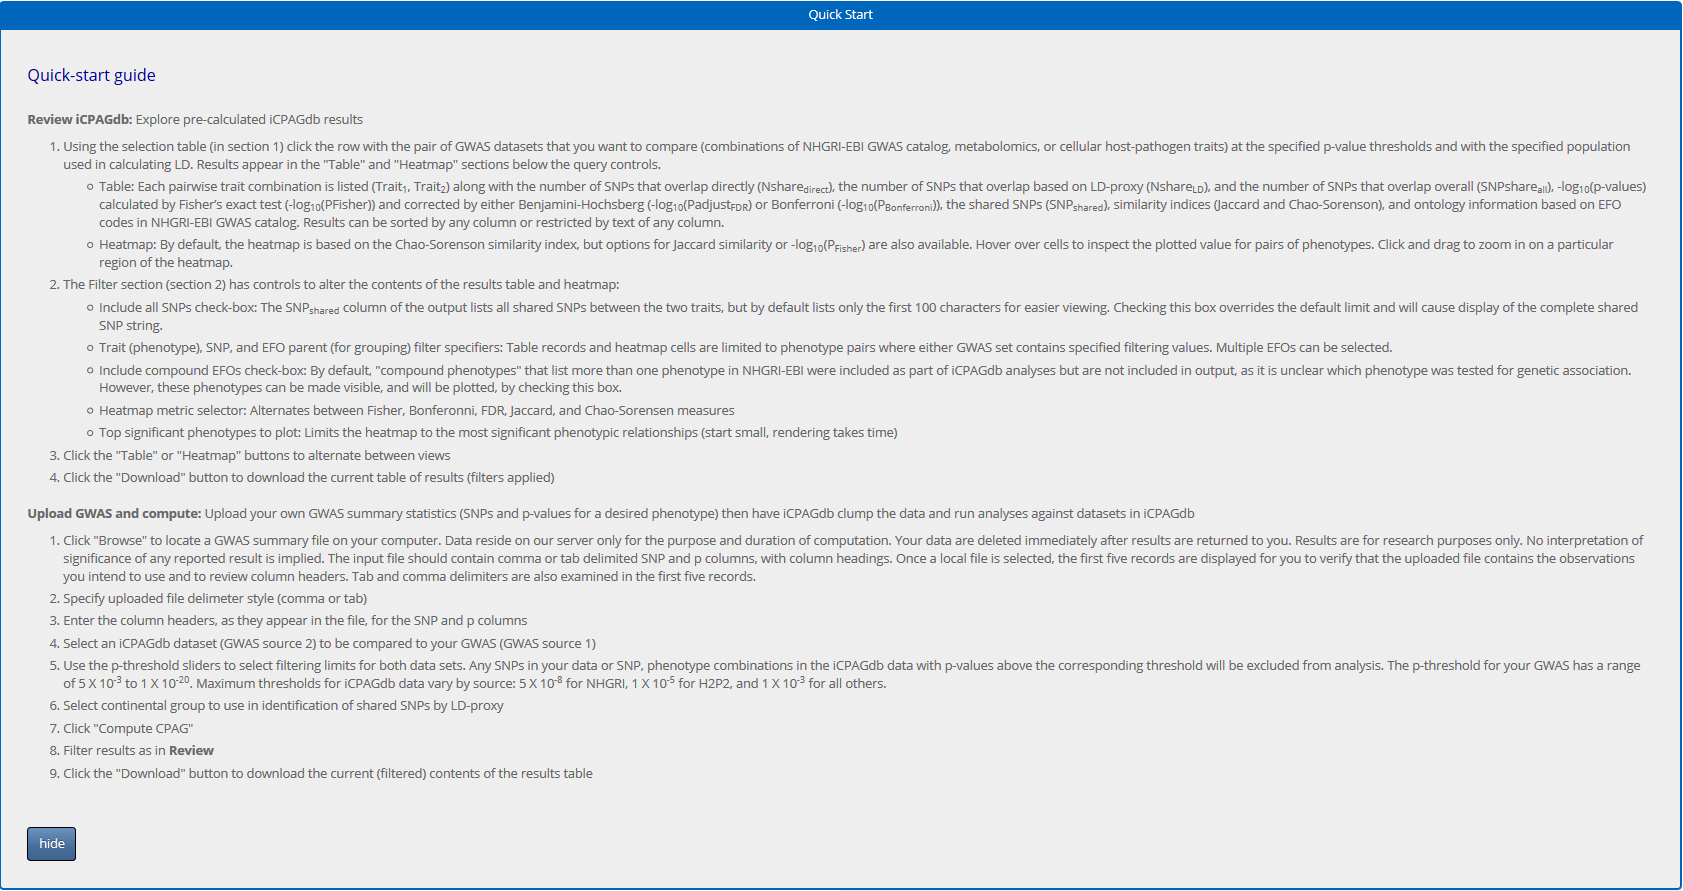 Quick Start
Quick-start guide
Review iCPAGdb: Explore pre-calculated iCPAGdb results
1. Using the selection table (in section 1) click the row with the pair of GWAS datasets that you want to compare (combinations of NHGRI-EBI GWAS catalog, metabolomics, or cellular host-pathogen traits) at the specified p-value thresholds and with the specified population
used in calculating LD. Results appear in the "Table" and "Heatmap" sections below the query controls.
Table: Each pairwise trait combination is listed (Trait1, Trait2) along with the number of SNPs that overlap directly (Nsharedirect), the number of SNPs that overlap based on LD-proxy (NshareLD), and the number of SNPs that overlap overall (SNPshareall), -log10(p-values)
calculated by Fisher's exact test (-log10(PFisher)) and corrected by either Benjamini-Hochsberg (-log10(PadjustFDR) or Bonferroni (-log10(PBonferroni)), the shared SNPs (SNPshared), similarity indices (Jaccard and Chao-Sorenson), and ontology information based on EFO
codes in NHGRI-EBI GWAS catalog. Results can be sorted by any column or restricted by text of any column.
Heatmap: By default, the heatmap is based on the Chao-Sorenson similarity index, but options for Jaccard similarity or -log10(PFisher) are also available. Hover over cells to inspect the plotted value for pairs of phenotypes. Click and drag to zoom in on a particular
region of the heatmap.
2. The Filter section (section 2) has controls to alter the contents of the results table and heatmap:
Include all SNPs check-box: The SNPshared column of the output lists all shared SNPs between the two traits, but by default lists only the first 100 characters for easier viewing. Checking this box overrides the default limit and will cause display of the complete shared
SNP string.
Trait (phenotype), SNP, and EFO parent (for grouping) filter specifiers: Table records and heatmap cells are limited to phenotype pairs where either GWAS set contains specified filtering values. Multiple EFOs can be selected.
Include compound EFOs check-box: By default, "compound phenotypes" that list more than one phenotype in NHGRI-EBI were included as part of iCPAGdb analyses but are not included in output, as it is unclear which phenotype was tested for genetic association.
However, these phenotypes can be made visible, and will be plotted, by checking this box.
Heatmap metric selector: Alternates between Fisher, Bonferonni, FDR, Jaccard, and Chao-Sorensen measures
Top significant phenotypes to plot: Limits the heatmap to the most significant phenotypic relationships (start small, rendering takes time)
3. Click the "Table" or "Heatmap" buttons to alternate between views
4. Click the "Download" button to download the current table of results (filters applied)
Upload GWAS and compute: Upload your own GWAS summary statistics (SNPs and p-values for a desired phenotype) then have iCPAGdb clump the data and run analyses against datasets in iCPAGdb
1. Click "Browse" to locate a GWAS summary file on your computer. Data reside on our server only for the purpose and duration of computation. Your data are deleted immediately after results are returned to you. Results are for research purposes only. No interpretation of
significance of any reported result is implied. The input file should contain comma or tab delimited SNP and p columns, with column headings. Once a local file is selected, the first five records are displayed for you to verify that the uploaded file contains the observations
you intend to use and to review column headers. Tab and comma delimiters are also examined in the first five records.
2. Specify uploaded file delimeter style (comma or tab)
3. Enter the column headers, as they appear in the file, for the SNP and p columns
4. Select an iCPAGdb dataset (GWAS source 2) to be compared to your GWAS (GWAS source 1)
5. Use the p-threshold sliders to select filtering limits for both data sets. Any SNPs in your data or SNP, phenotype combinations in the iCPAGdb data with p-values above the corresponding threshold will be excluded from analysis. The p-threshold for your GWAS has a range
of 5 X 10-3 to 1 X 10-20. Maximum thresholds for iCPAGdb data vary by source: 5 X 10-8 for NHGRI, 1 X 10-5 for H2P2, and 1 X 10-3 for all others.
6. Select continental group to use in identification of shared SNPs by LD-proxy
7. Click "Compute CPAG"
8. Filter results as in Review
9. Click the "Download" button to download the current (filtered) contents of the results table
hide